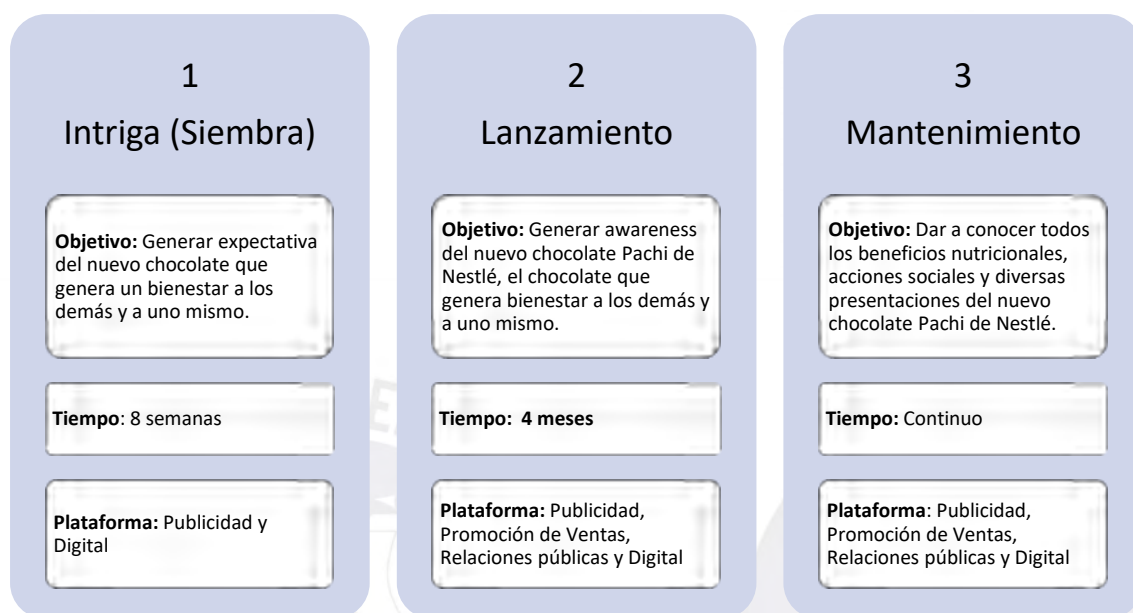 1
Intriga (Siembra)
Objetivo: Generar expectativa
del nuevo chocolate que
genera un bienestar a los
demás y a uno mismo.
Tiempo: 8 semanas
Plataforma: Publicidad y
Digital
2
Lanzamiento
Objetivo: Generar awareness
del nuevo chocolate Pachi de
Nestlé, el chocolate que
genera bienestar a los demás y
a uno mismo.
Tiempo: 4 meses
Plataforma: Publicidad,
Promoción de Ventas,
Relaciones públicas y Digital
3
Mantenimiento
Objetivo: Dar a conocer todos
los beneficios nutricionales,
acciones sociales y diversas
presentaciones del nuevo
chocolate Pachi de Nestlé.
Tiempo: Continuo
Plataforma: Publicidad,
Promoción de Ventas,
Relaciones públicas y Digital